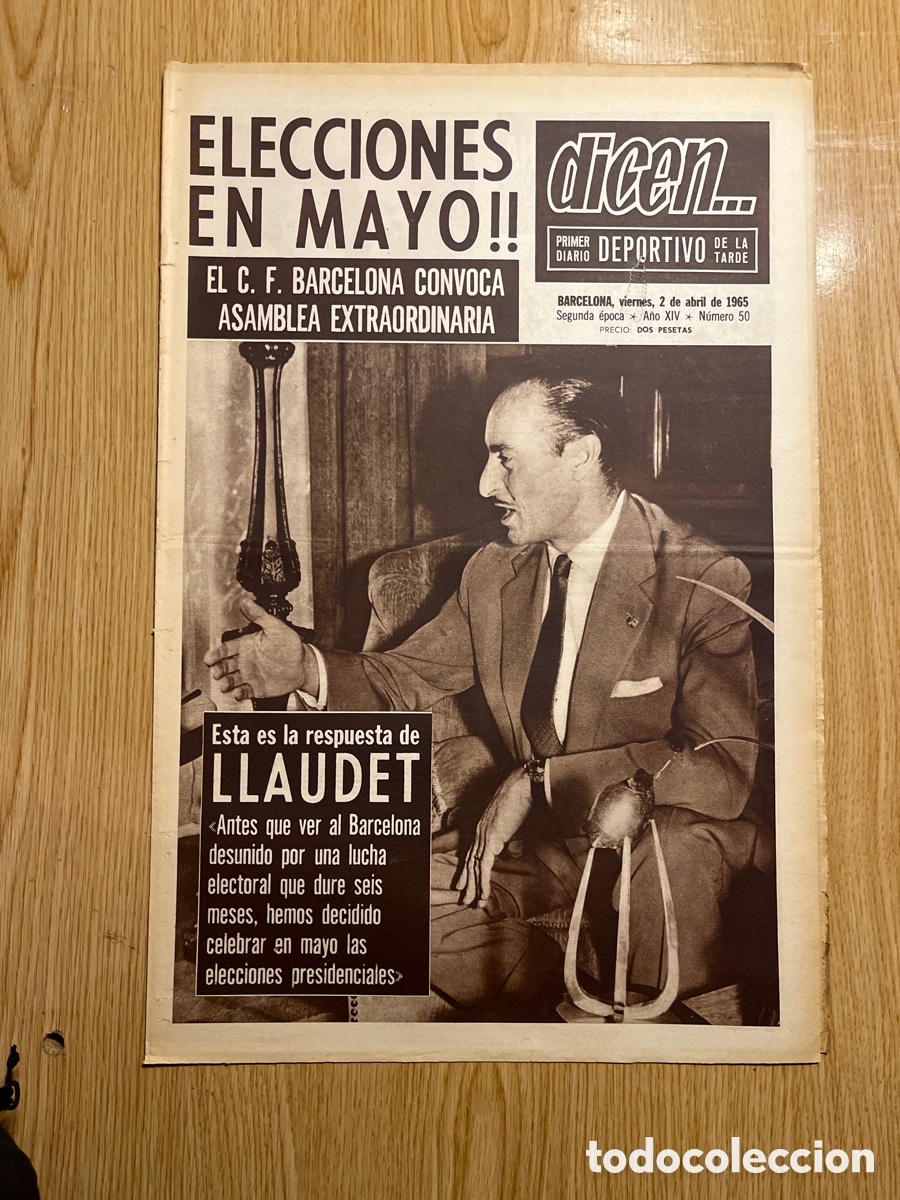 ELECCIONES
EN MAYO!!
EL C. F. BARCELONA CONVOCA
ASAMBLEA EXTRAORDINARIA
dicen...
PRIMER DIARIO DEPORTIVO DE LA TARDE
BARCELONA, viernes, 2 de abril de 1965
Segunda época * Año XIV * Número 50
PRECIO: DOS PESETAS
Esta es la respuesta de
LLAUDET
«Antes que ver al Barcelona
desunido por una lucha
electoral que dure seis
meses, hemos decidido
celebrar en mayo las
elecciones presidenciales»
todocoleccion